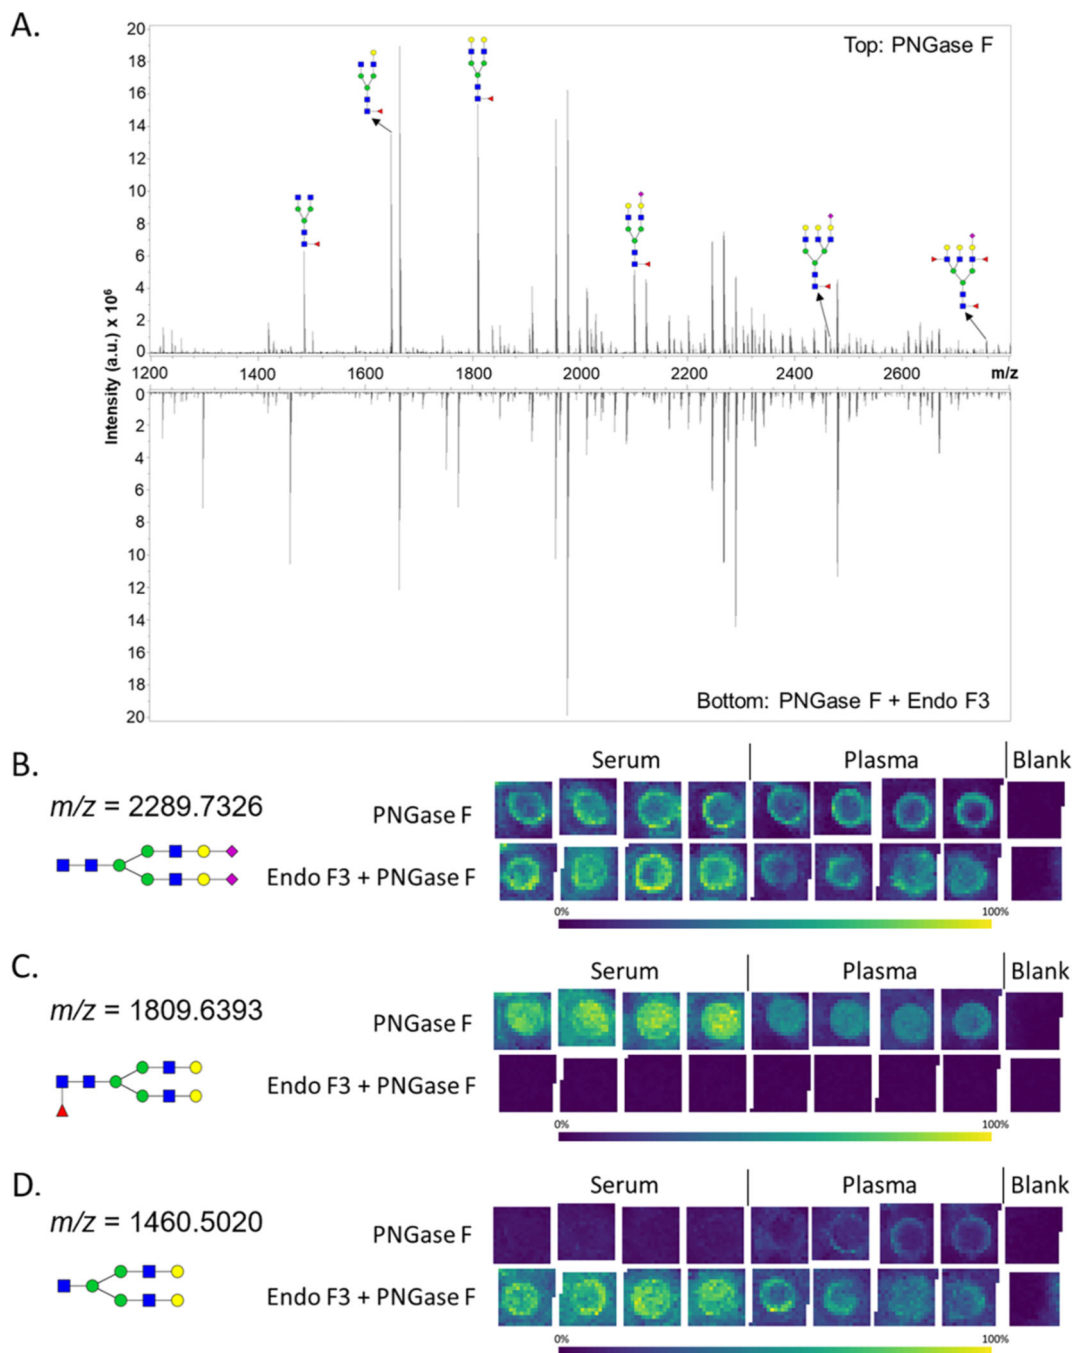 A.
Top: PNGase F
20
18
16
14
12
10
8
6
4
2
0
1200 1400 1600 1800 2000 2200 2400 2600 m/z
Intensity (a.u.) x 10⁶
0
2
4
6
8
10
12
14
16
18
20
Bottom: PNGase F + Endo F3
B.
Serum Plasma Blank
m/z = 2289.7326
PNGase F
Endo F3 + PNGase F
0% 100%
C.
Serum Plasma Blank
m/z = 1809.6393
PNGase F
Endo F3 + PNGase F
0% 100%
D.
Serum Plasma Blank
m/z = 1460.5020
PNGase F
Endo F3 + PNGase F
0% 100%